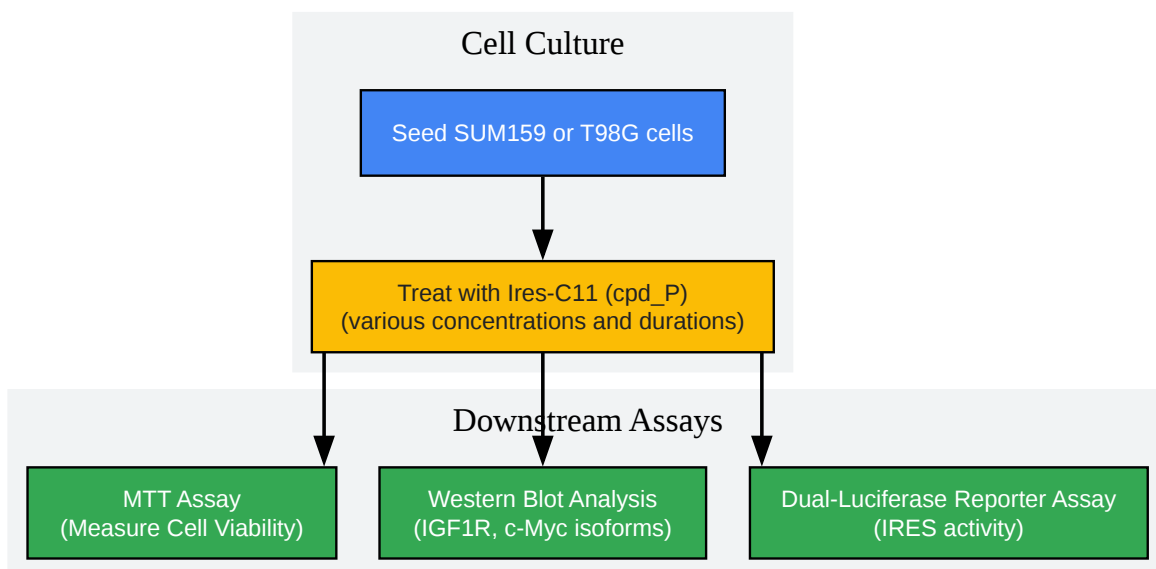 Cell Culture
Seed SUM159 or T98G cells
Treat with Ires-C11 (cpd_P)
(various concentrations and durations)
Downstream Assays
MTT Assay
(Measure Cell Viability)
Western Blot Analysis
(IGF1R, c-Myc isoforms)
Dual-Luciferase Reporter Assay
(IRES activity)